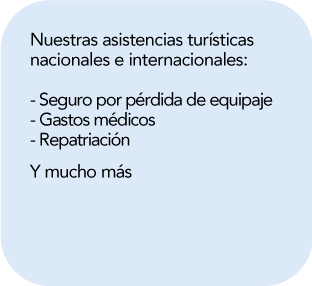 Nuestras asistencias turísticas
nacionales e internacionales:
- Seguro por pérdida de equipaje
- Gastos médicos
- Repatriación
Y mucho más